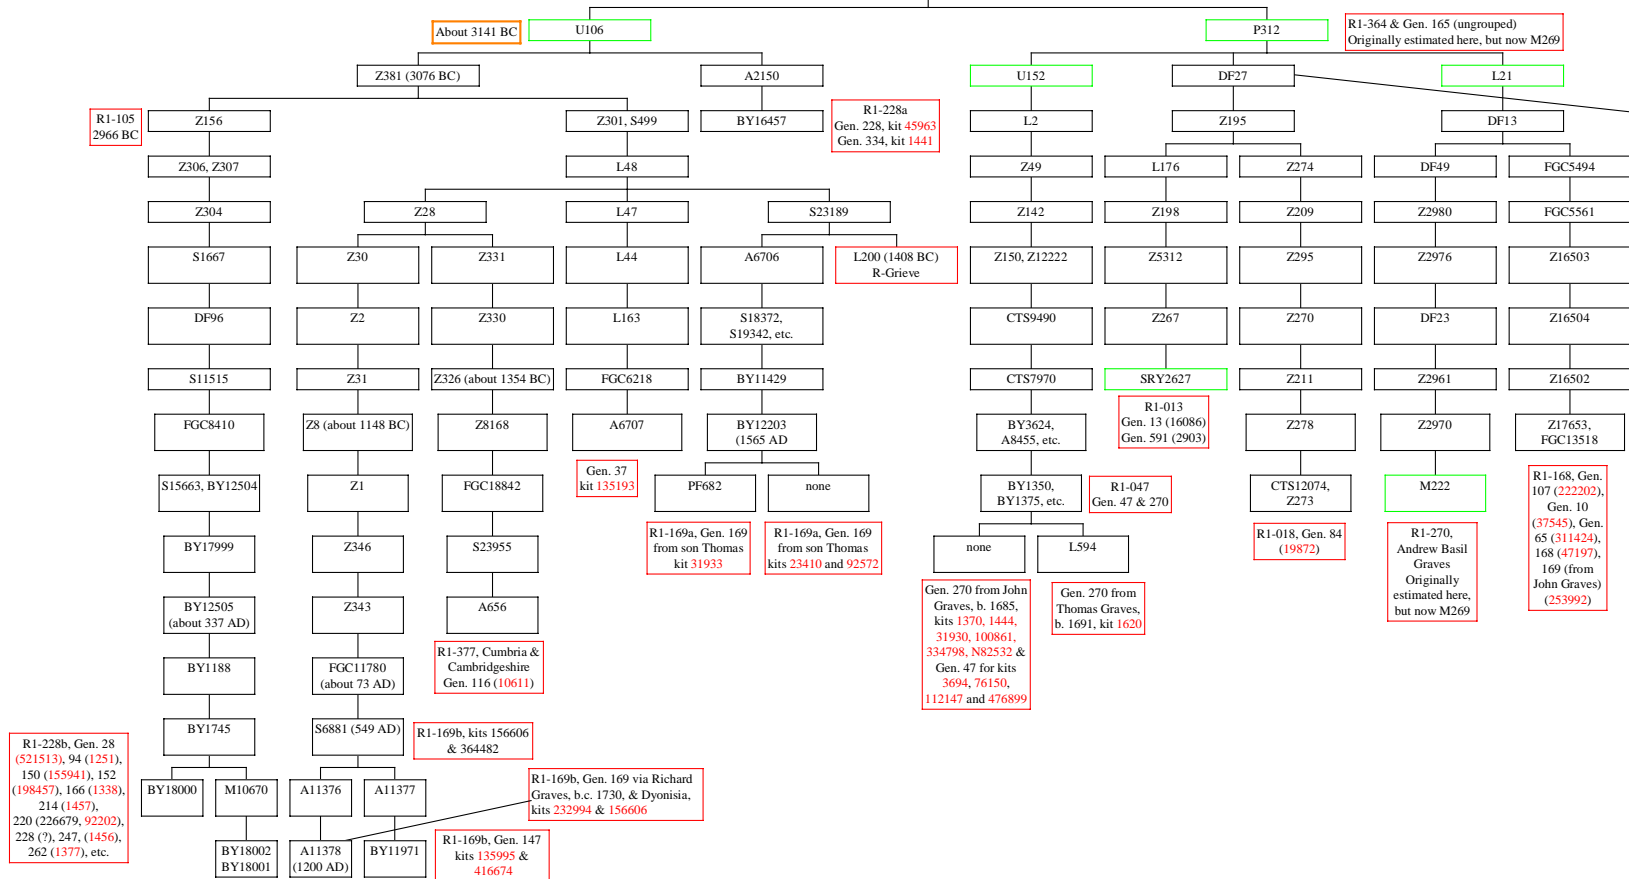 About 3141 BC
U106
P312
R1-364 & Gen. 165 (ungrouped)
Originally estimated here, but now M269
Z381 (3076 BC)
A2150
U152
DF27
L21
R1-105
2966 BC
Z156
Z301, S499
BY16457
R1-228a
Gen. 228, kit 45963
Gen. 334, kit 1441
L2
Z195
DF13
Z306, Z307
L48
Z49
L176
Z274
DF49
FGC5494
Z304
Z28
L47
S23189
Z142
Z198
Z209
Z2980
FGC5561
S1667
Z30
Z331
L44
A6706
L200 (1408 BC)
R-Grieve
Z150, Z12222
Z5312
Z295
Z2976
Z16503
DF96
Z2
Z330
L163
S18372,
S19342, etc.
CTS9490
Z267
Z270
DF23
Z16504
S11515
Z31
Z326 (about 1354 BC)
FGC6218
BY11429
CTS7970
SRY2627
Z211
Z2961
Z16502
FGC8410
Z8 (about 1148 BC)
Z8168
A6707
BY12203
(1565 AD
BY3624,
A8455, etc.
R1-013
Gen. 13 (16086)
Gen. 591 (2903)
Z278
Z2970
Z17653,
FGC13518
S15663, BY12504
Z1
FGC18842
Gen. 37
kit 135193
PF682
none
BY1350,
BY1375, etc.
R1-047
Gen. 47 & 270
CTS12074,
Z273
M222
R1-168, Gen.
107 (222202),
Gen. 10
(37545), Gen.
65 (311424),
168 (47197),
169 (from
John Graves)
(253992)
BY17999
Z346
S23955
R1-169a, Gen. 169
from son Thomas
kit 31933
R1-169a, Gen. 169
from son Thomas
kits 23410 and 92572
none
L594
R1-018, Gen. 84
(19872)
R1-270,
Andrew Basil
Graves
Originally
estimated here,
but now M269
BY12505
(about 337 AD)
Z343
A656
Gen. 270 from John
Graves, b. 1685,
kits 1370, 1444,
31930, 100861,
334798, N82532 &
Gen. 47 for kits
3694, 76150,
112147 and 476899
Gen. 270 from
Thomas Graves,
b. 1691, kit 1620
BY1188
FGC11780
(about 73 AD)
R1-377, Cumbria &
Cambridgeshire
Gen. 116 (10611)
BY1745
S6881 (549 AD)
R1-169b, kits 156606
& 364482
R1-228b, Gen. 28
(521513), 94 (1251),
150 (155941), 152
(198457), 166 (1338),
214 (1457),
220 (226679, 92202),
228 (?), 247, (1456),
262 (1377), etc.
BY18000
M10670
A11376
A11377
R1-169b, Gen. 169 via Richard
Graves, b.c. 1730, & Dyonisia,
kits 232994 & 156606
BY18002
BY18001
A11378
(1200 AD)
BY11971
R1-169b, Gen. 147
kits 135995 &
416674